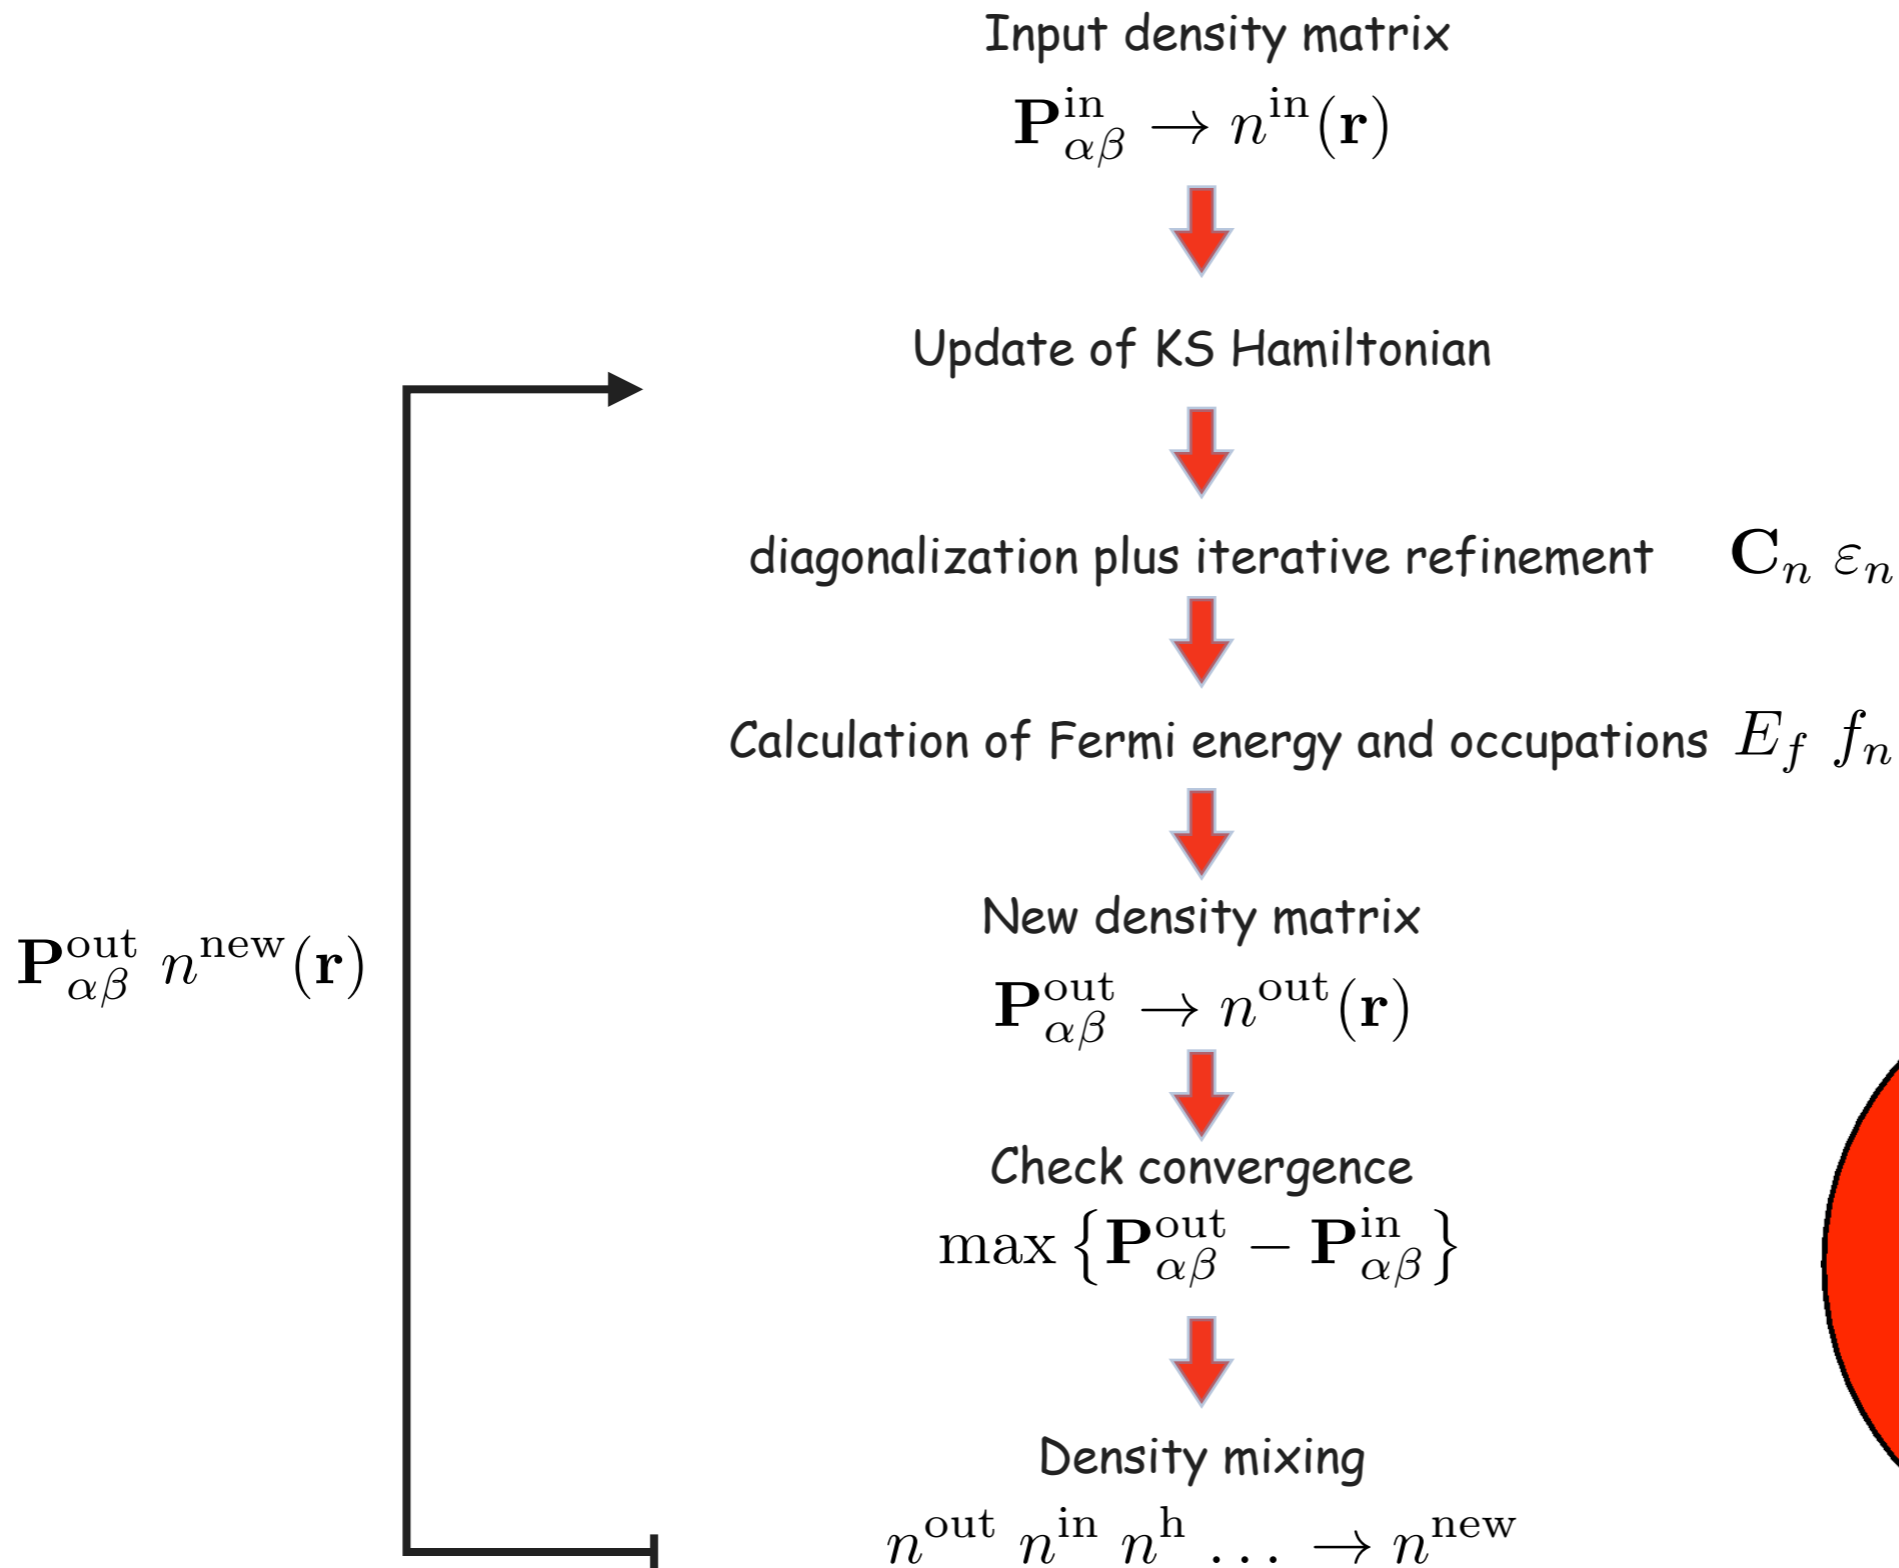 Input density matrix
𝐏ⁱⁿ_αβ → nⁱⁿ(𝐫)
Update of KS Hamiltonian
diagonalization plus iterative refinement 𝐂_n ε_n
Calculation of Fermi energy and occupations E_f f_n
New density matrix
𝐏^out_αβ n^new(𝐫)
𝐏^out_αβ → n^out(𝐫)
Check convergence
max {𝐏^out_αβ − 𝐏^in_αβ}
Density mixing
n^out n^in n^h … → n^new